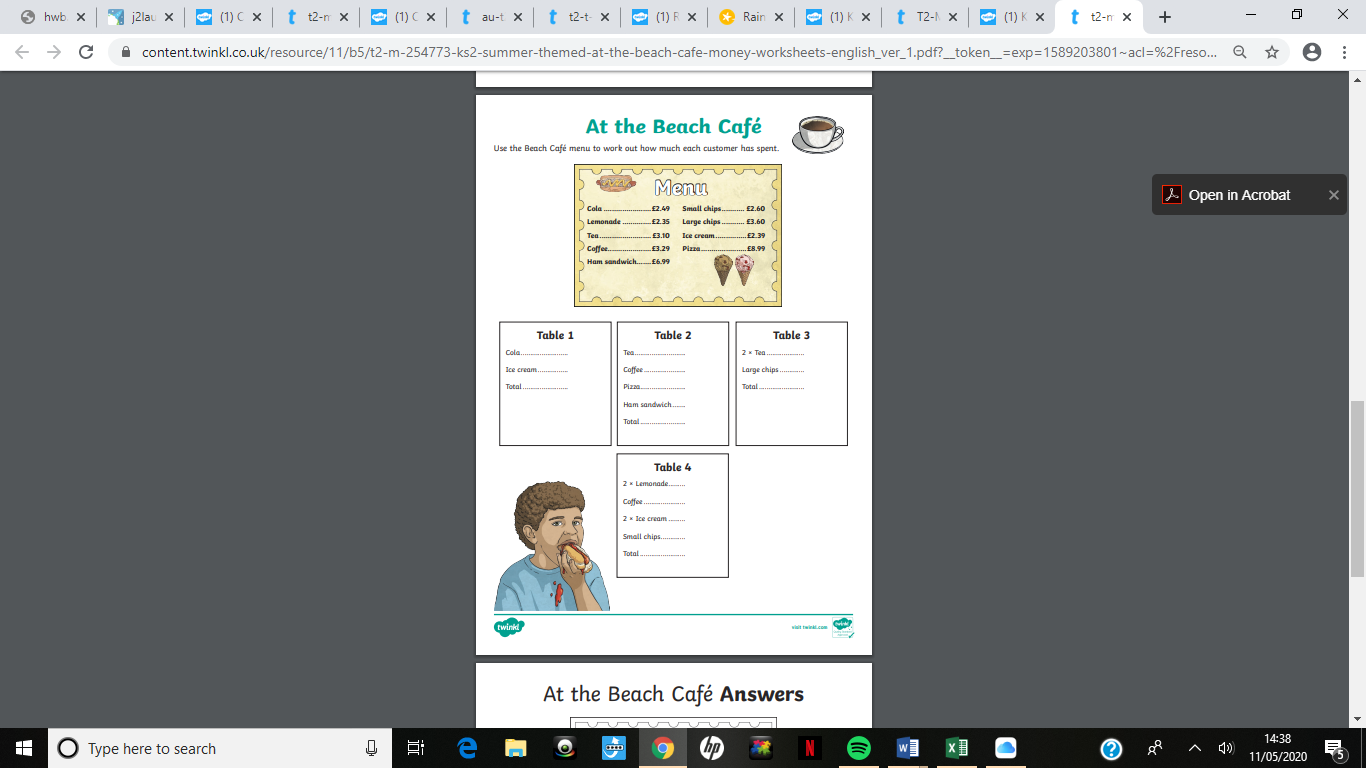 hwb
j2lau
(1) C
t2-m
(1) C
au-t
t2-t-
(1) R
Rain
(1) K
T2-M
(1) K
t2-m
content.twinkl.co.uk/resource/11/b5/t2-m-254773-ks2-summer-themed-at-the-beach-cafe-money-worksheets-english_ver_1.pdf?__token__=exp=1589203801~acl=%2Freso...
Open in Acrobat
At the Beach Café
Use the Beach Café menu to work out how much each customer has spent.
Menu
Cola ......................£2.49
Lemonade ............£2.35
Tea.........................£3.10
Coffee....................£3.29
Ham sandwich.......£6.99
Small chips........... £2.60
Large chips........... £3.60
Ice cream...............£2.39
Pizza......................£8.99
Table 1
Cola......................
Ice cream...............
Total......................
Table 2
Tea.........................
Coffee....................
Pizza......................
Ham sandwich......
Total......................
Table 3
2 × Tea..................
Large chips............
Total......................
Table 4
2 × Lemonade........
Coffee....................
2 × Ice cream ........
Small chips............
Total......................
twinkl
visit twinkl.com
twinkl
At the Beach Café Answers
Type here to search
14:38
11/05/2020
5